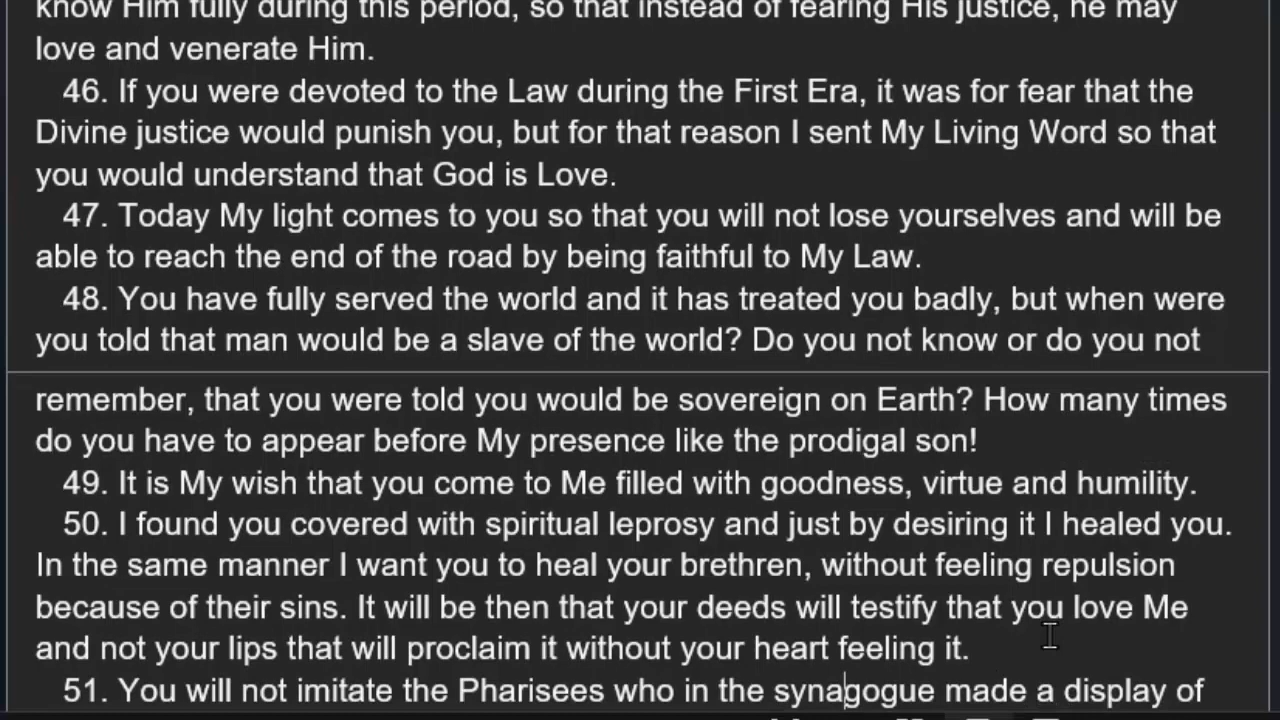 know Him fully during this period, so that instead of fearing His justice, he may
love and venerate Him.
46. If you were devoted to the Law during the First Era, it was for fear that the
Divine justice would punish you, but for that reason I sent My Living Word so that
you would understand that God is Love.
47. Today My light comes to you so that you will not lose yourselves and will be
able to reach the end of the road by being faithful to My Law.
48. You have fully served the world and it has treated you badly, but when were
you told that man would be a slave of the world? Do you not know or do you not
remember, that you were told you would be sovereign on Earth? How many times
do you have to appear before My presence like the prodigal son!
49. It is My wish that you come to Me filled with goodness, virtue and humility.
50. I found you covered with spiritual leprosy and just by desiring it I healed you.
In the same manner I want you to heal your brethren, without feeling repulsion
because of their sins. It will be then that your deeds will testify that you love Me
and not your lips that will proclaim it without your heart feeling it.
51. You will not imitate the Pharisees who in the synagogue made a display of